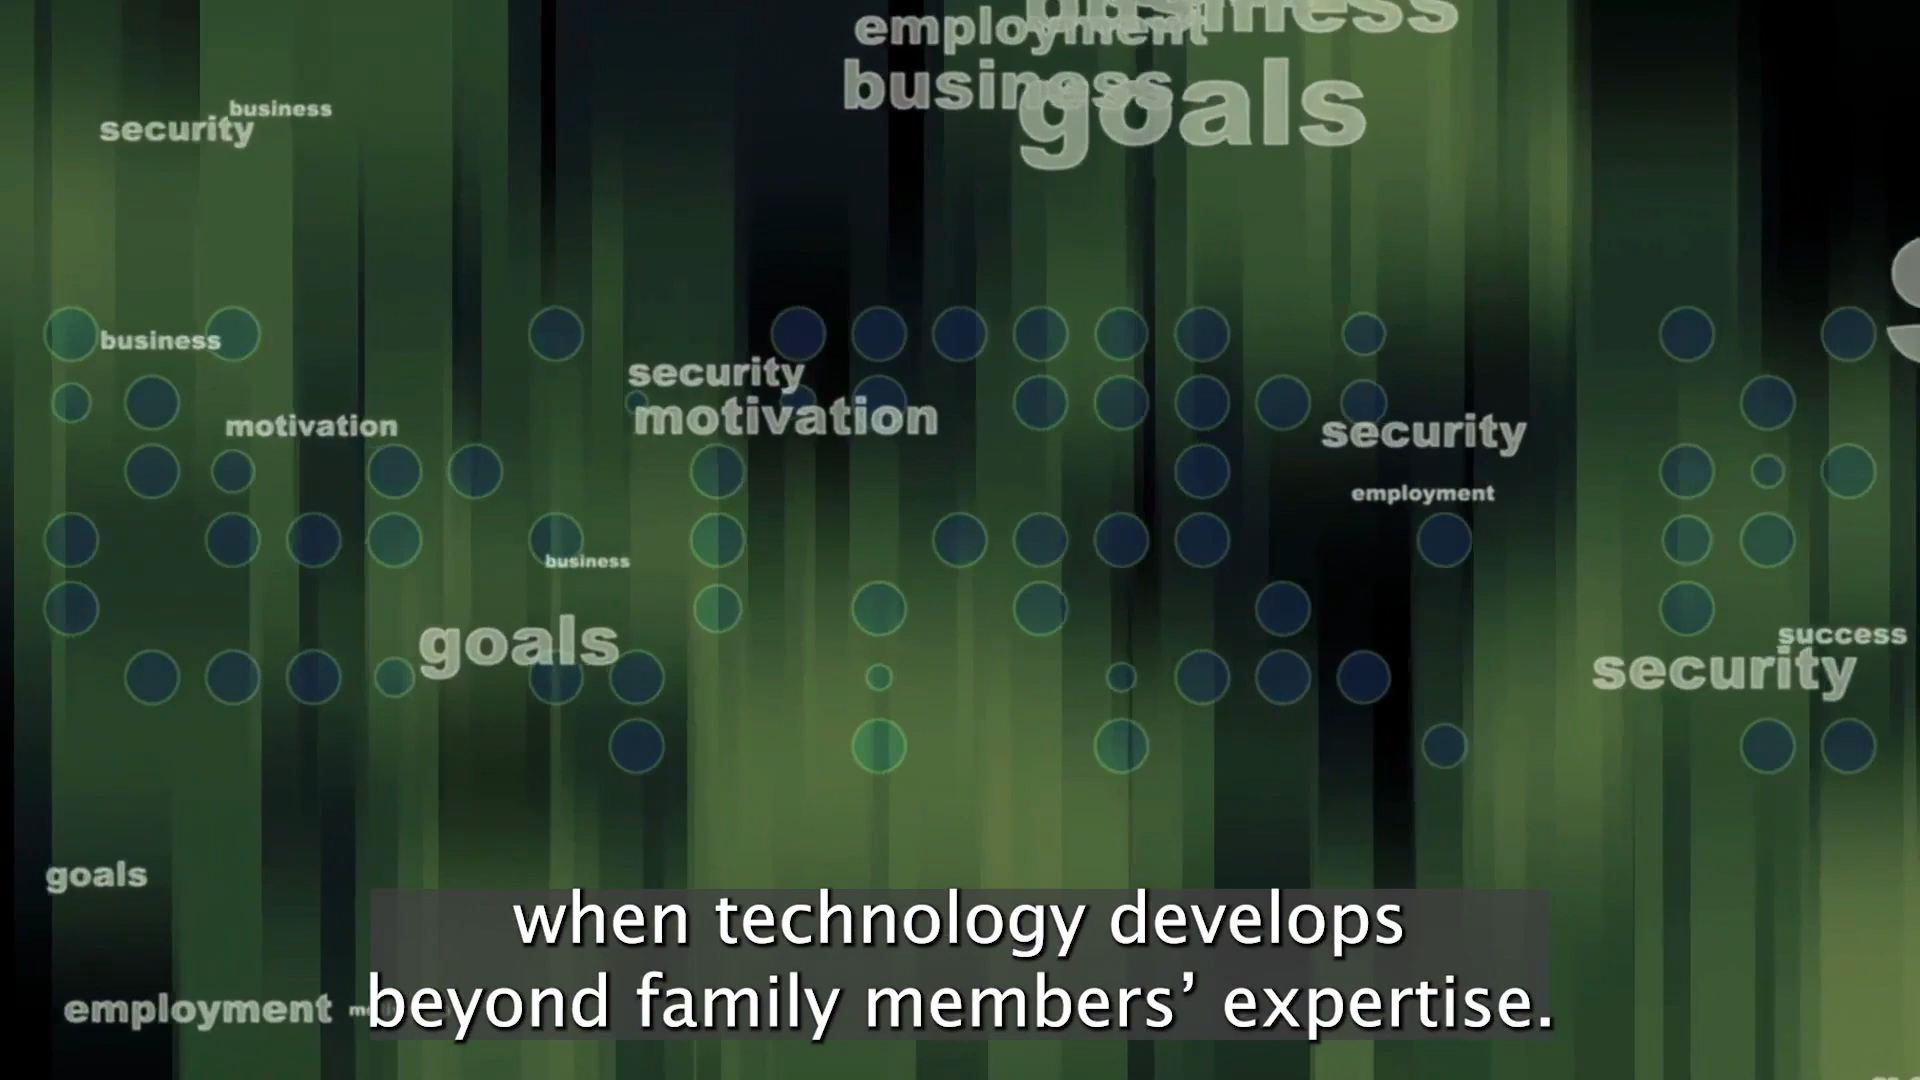 business
employment
business
goals
business
security
business
security
motivation
motivation
security
employment
business
goals
success
security
goals
employment
when technology develops
beyond family members’ expertise.